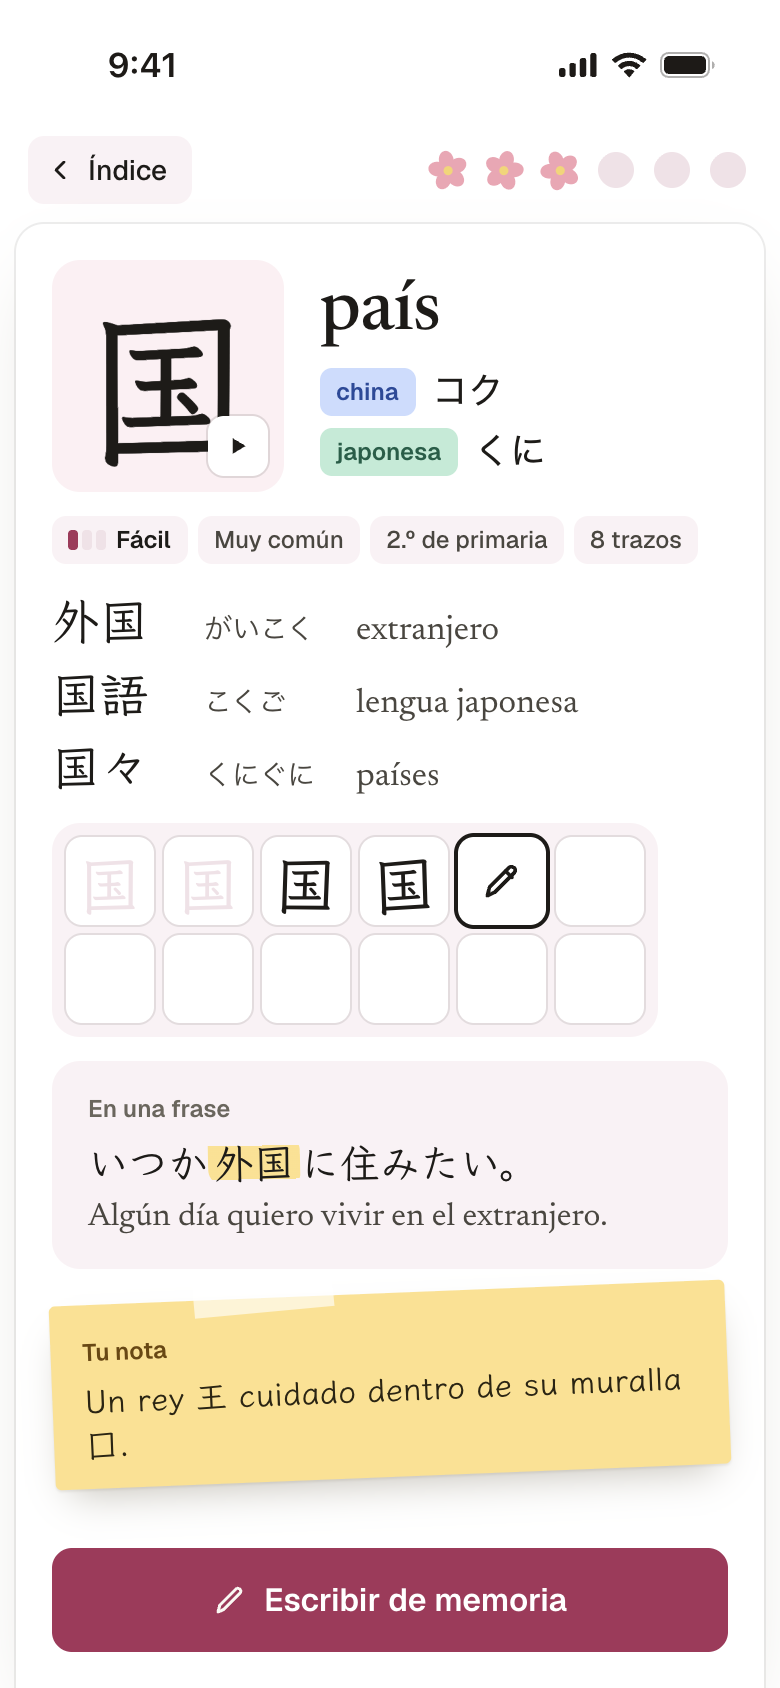 9:41
Índice
国
país
china コク
japonesa くに
Fácil Muy común 2.º de primaria 8 trazos
外国 がいこく extranjero
国語 こくご lengua japonesa
国々 くにぐに países
国 国 国 国
En una frase
いつか外国に住みたい。
Algún día quiero vivir en el extranjero.
Tu nota
Un rey 王 cuidado dentro de su muralla
囗.
Escribir de memoria